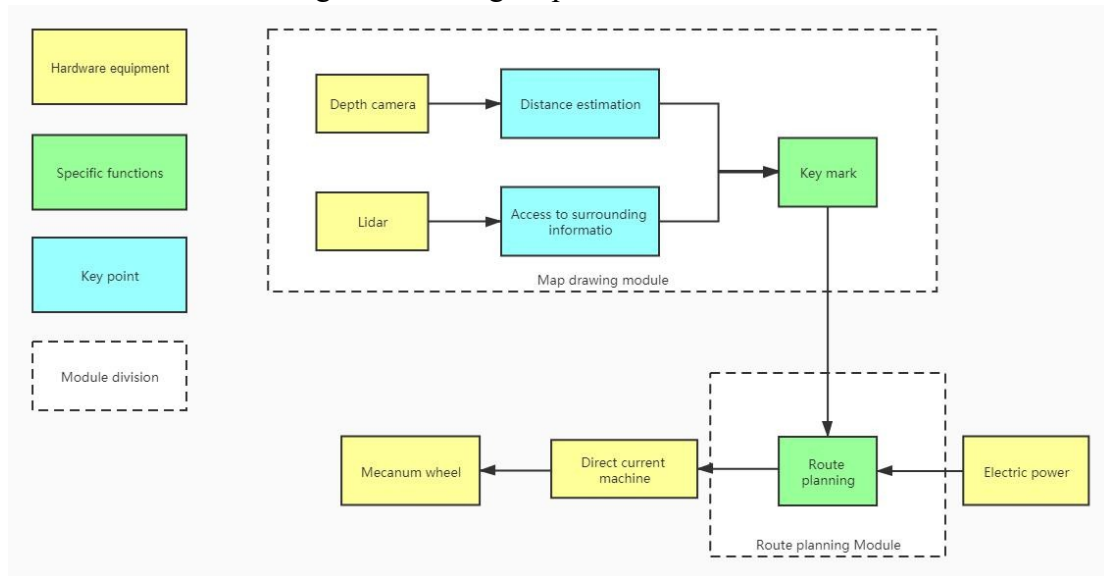 Hardware equipment
Specific functions
Key point
Module division
Depth camera
Distance estimation
Lidar
Access to surrounding
informatio
Key mark
Map drawing module
Mecanum wheel
Direct current
machine
Route
planning
Electric power
Route planning Module